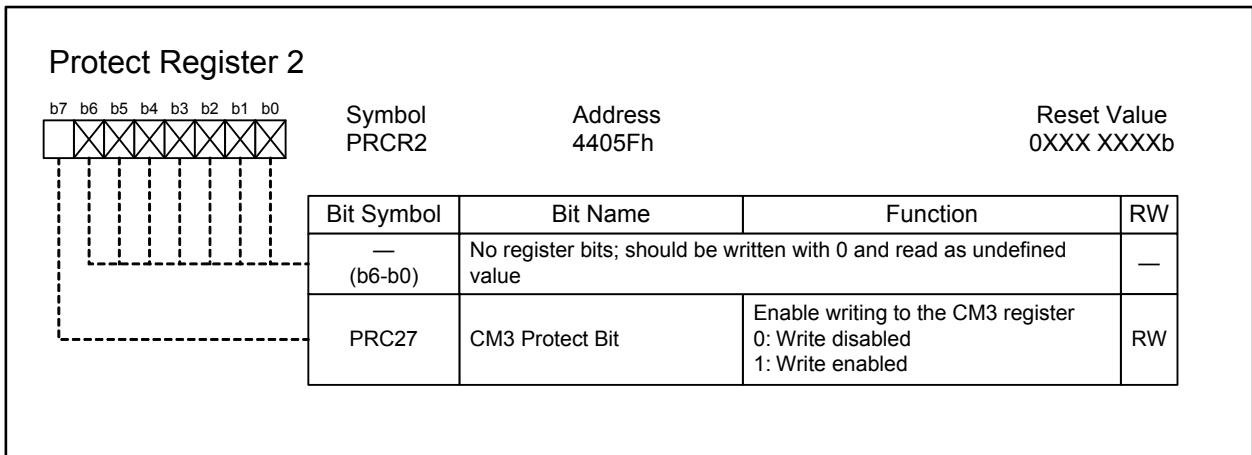 Protect Register 2
b7 b6 b5 b4 b3 b2 b1 b0
Symbol Address Reset Value
PRCR2 4405Fh 0XXX XXXXb
Bit Symbol Bit Name Function RW
—
(b6-b0)
No register bits; should be written with 0 and read as undefined
value
—
PRC27
CM3 Protect Bit
Enable writing to the CM3 register
0: Write disabled
1: Write enabled
RW